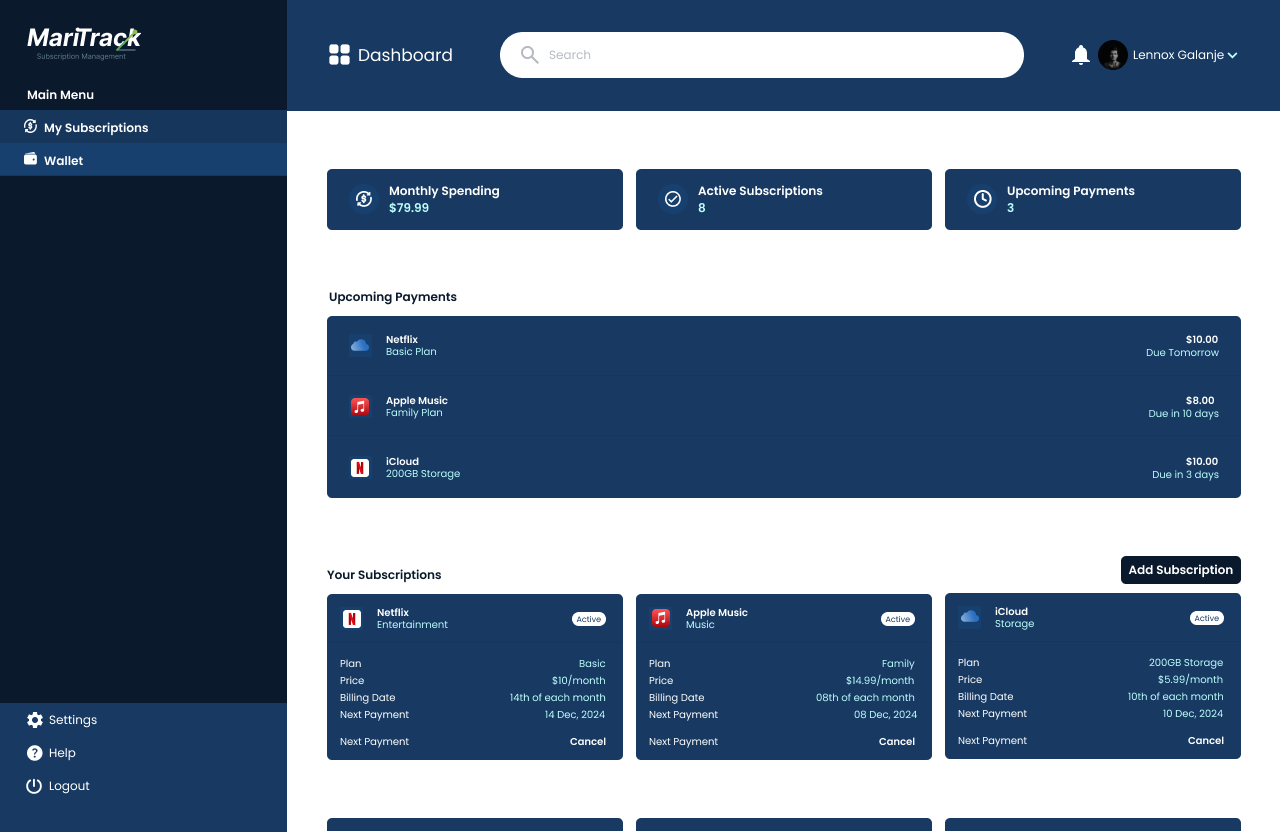 MariTrack
Subscription Management
Main Menu
My Subscriptions
Wallet
Settings
Help
Logout
Dashboard
Search
Lennox Galanje
Monthly Spending
$79.99
Active Subscriptions
8
Upcoming Payments
3
Upcoming Payments
Netflix $10.00
Basic Plan Due Tomorrow
Apple Music $8.00
Family Plan Due in 10 days
iCloud $10.00
200GB Storage Due in 3 days
Your Subscriptions
Add Subscription
Netflix
Entertainment
Active
Plan Basic
Price $10/month
Billing Date 14th of each month
Next Payment 14 Dec, 2024
Next Payment Cancel
Apple Music
Music
Active
Plan Family
Price $14.99/month
Billing Date 08th of each month
Next Payment 08 Dec, 2024
Next Payment Cancel
iCloud
Storage
Active
Plan 200GB Storage
Price $5.99/month
Billing Date 10th of each month
Next Payment 10 Dec, 2024
Next Payment Cancel